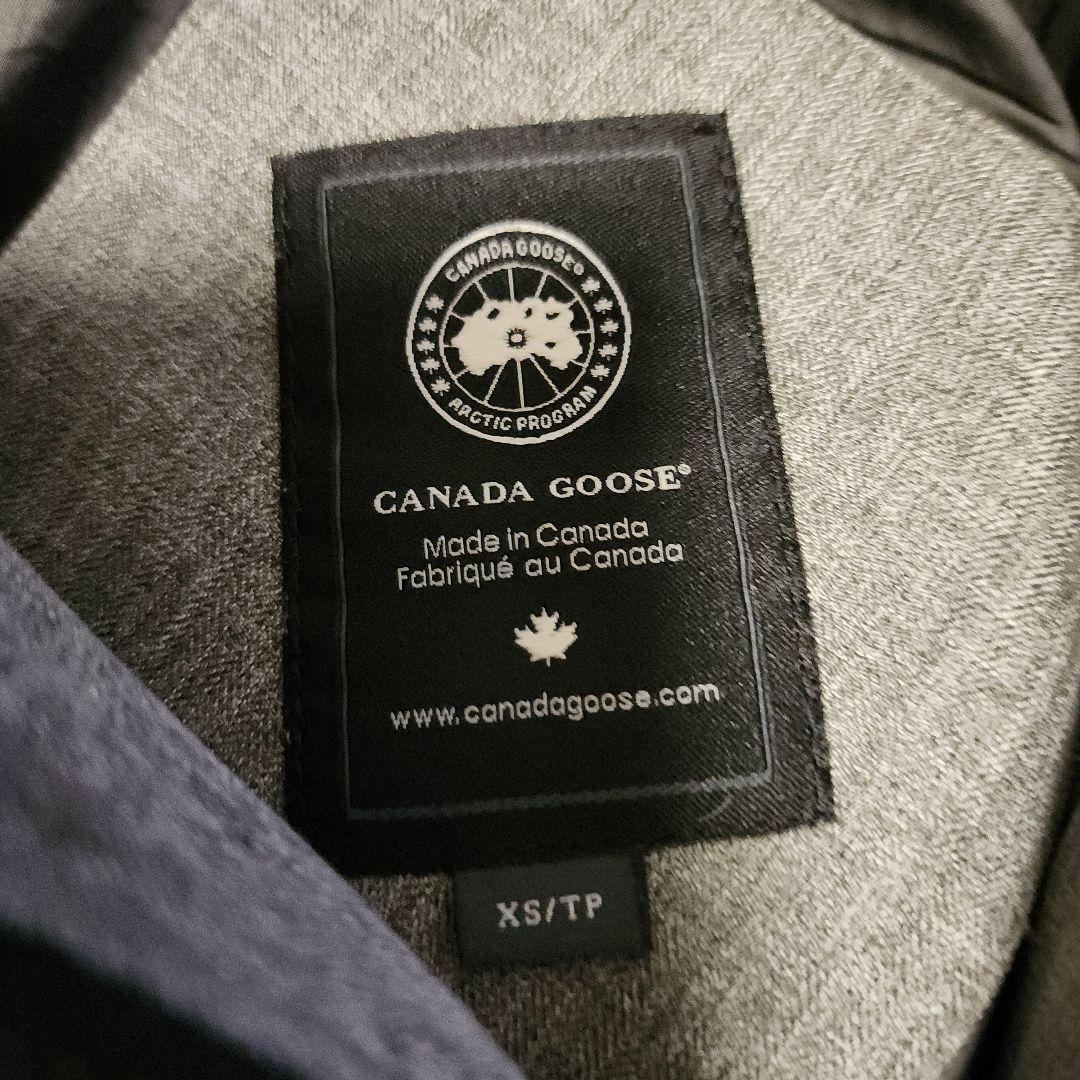 CANADA GOOSE®
ARCTIC PROGRAM
CANADA GOOSE®
Made in Canada
Fabriqué au Canada
www.canadagoose.com
XS/TP